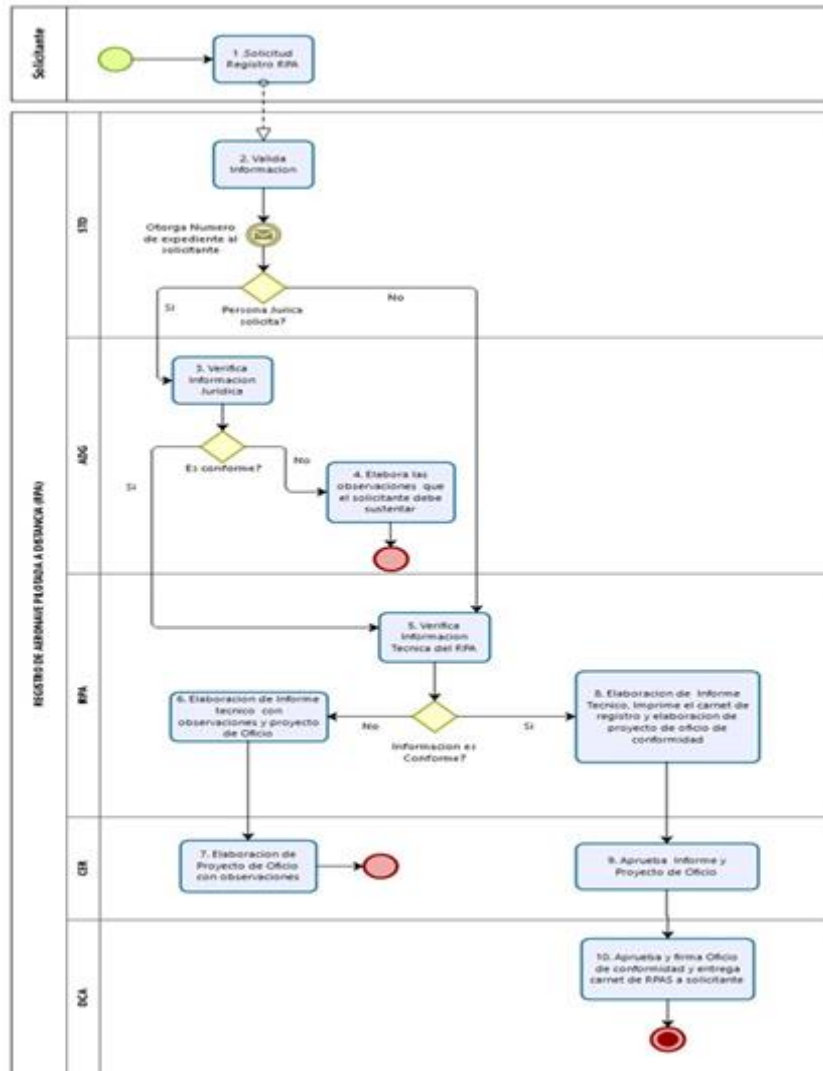 Solicitante
1 .Solicitud
Registro RPA
REGISTRO DE AERONAVE PILOTADA A DISTANCIA (RPA)
STD
2. Valida
Informacion
Otorga Numero
de expediente al
solicitante
Persona Jurica
solicita?
Si
No
ADG
3. Verifica
Informacion
Juridica
Es conforme?
Si
No
4. Elabora las
observaciones que
el solicitante debe
sustentar
RPA
5. Verifica
Informacion
Tecnica del RPA
6. Elaboracion de Informe
tecnico con
observaciones y proyecto
de Oficio
No
Informacion es
Conforme?
Si
8. Elaboracion de Informe
Tecnico, Imprime el carnet de
registro y elaboracion de
proyecto de oficio de
conformidad
CER
7. Elaboracion de
Proyecto de Oficio
con observaciones
9. Aprueba Informe y
Proyecto de Oficio
DCA
10. Aprueba y firma Oficio
de conformidad y entrega
carnet de RPAS a solicitante